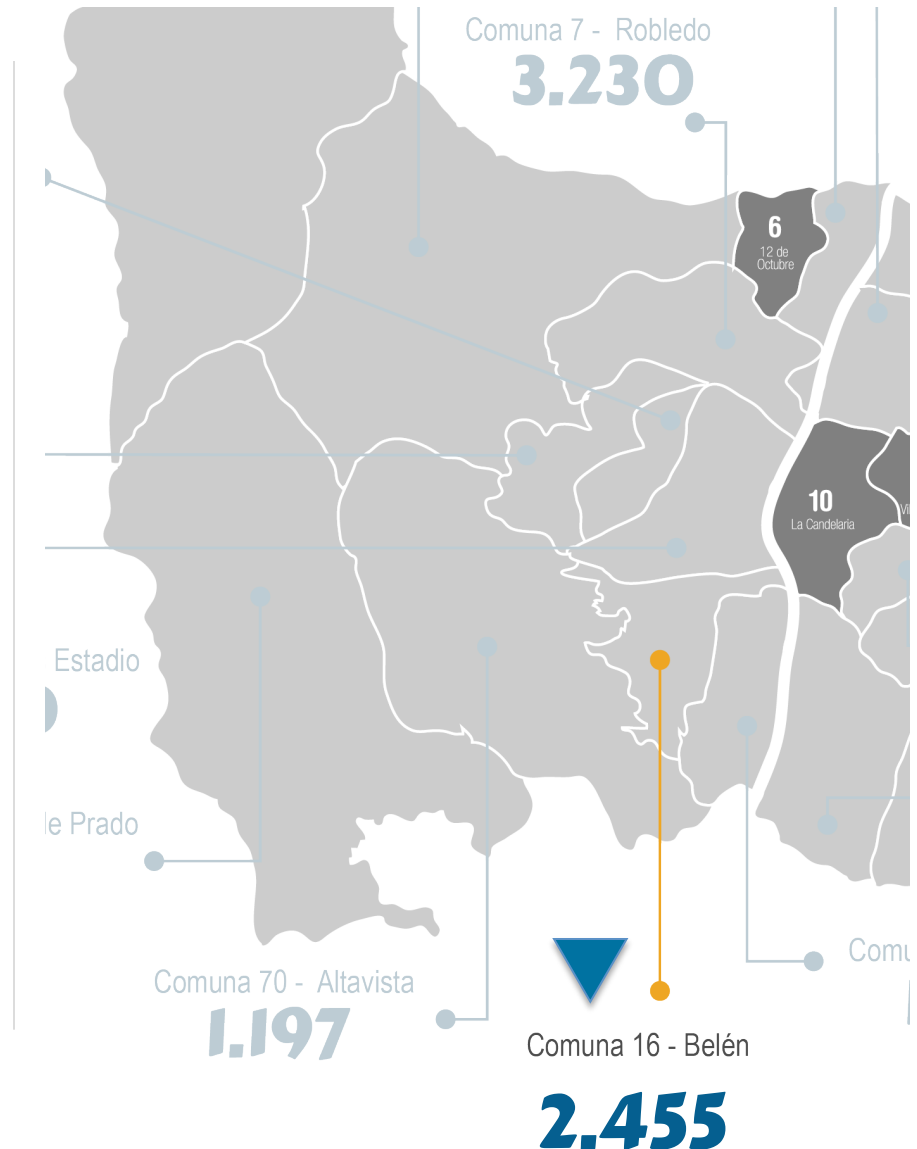 Comuna 7 - Robledo
3.230
6
12 de
Octubre
10
La Candelaria
Estadio
Prado
Comuna 70 - Altavista
1.197
Comuna 16 - Belén
2.455